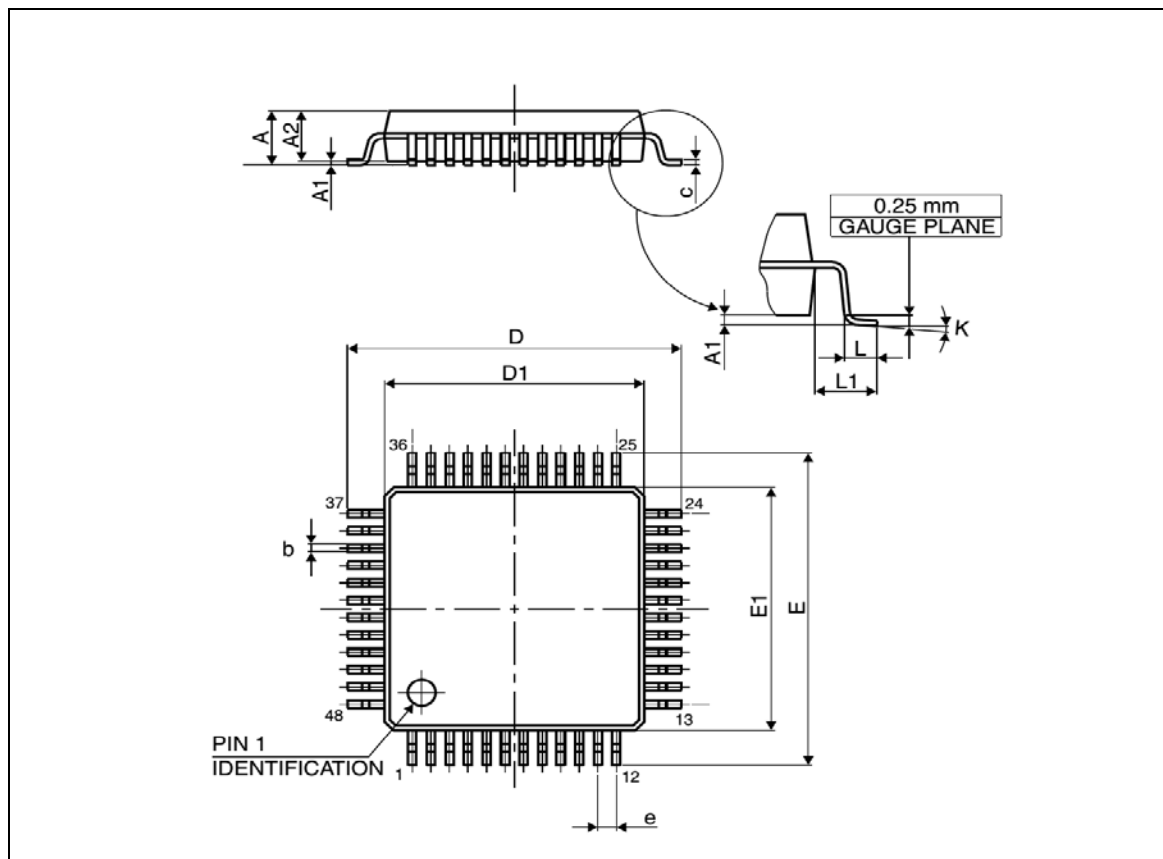 A
A2
A1
c
0.25 mm
GAUGE PLANE
A1
K
L
L1
D
D1
36
25
37
24
b
E1
E
48
13
PIN 1
IDENTIFICATION
1
12
e